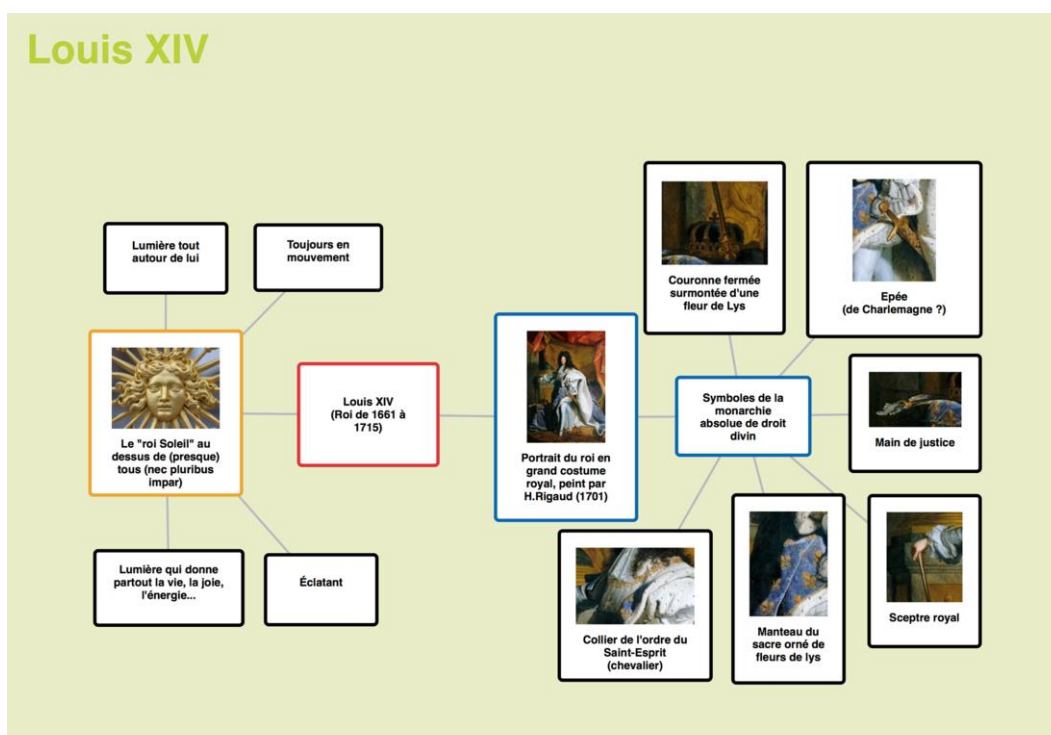 Louis XIV
Lumière tout
autour de lui
Toujours en
mouvement
Le "roi Soleil" au
dessus de (presque)
tous (nec pluribus
impar)
Lumière qui donne
partout la vie, la joie,
l'énergie...
Éclatant
Louis XIV
(Roi de 1661 à
1715)
Portrait du roi en
grand costume
royal, peint par
H.Rigaud (1701)
Symboles de la
monarchie
absolue de droit
divin
Couronne fermée
surmontée d'une
fleur de Lys
Epée
(de Charlemagne ?)
Main de justice
Sceptre royal
Manteau du
sacre orné de
fleurs de lys
Collier de l'ordre du
Saint-Esprit
(chevalier)